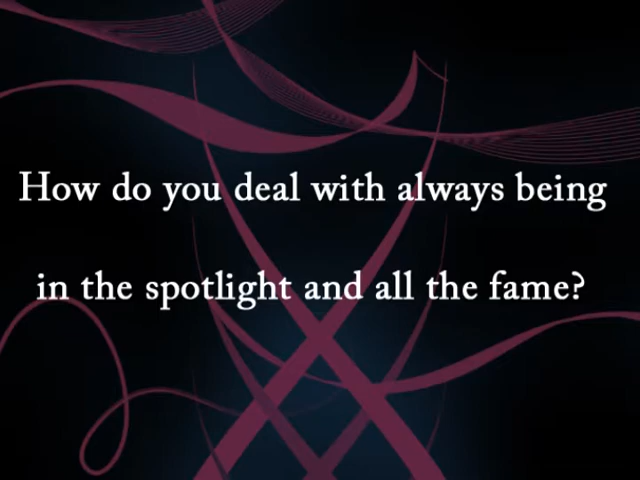 How do you deal with always being
in the spotlight and all the fame?